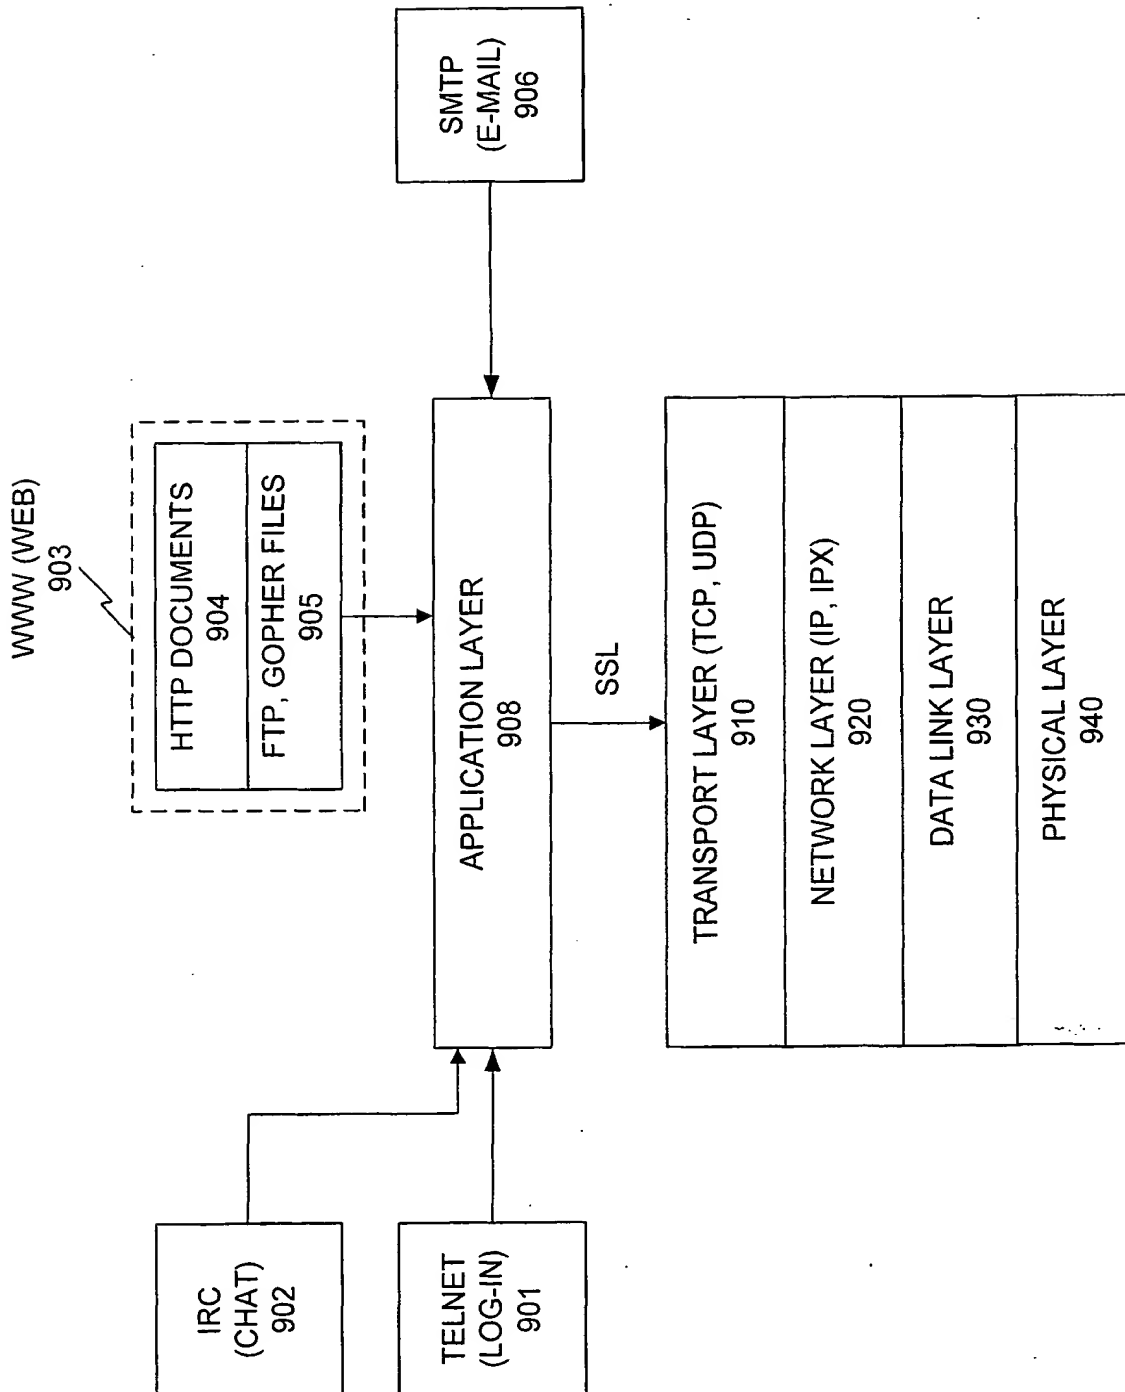 WWW (WEB)
903
HTTP DOCUMENTS
904
FTP, GOPHER FILES
905
IRC
(CHAT)
902
TELNET
(LOG-IN)
901
APPLICATION LAYER
908
SMTP
(E-MAIL)
906
SSL
TRANSPORT LAYER (TCP, UDP)
910
NETWORK LAYER (IP, IPX)
920
DATA LINK LAYER
930
PHYSICAL LAYER
940